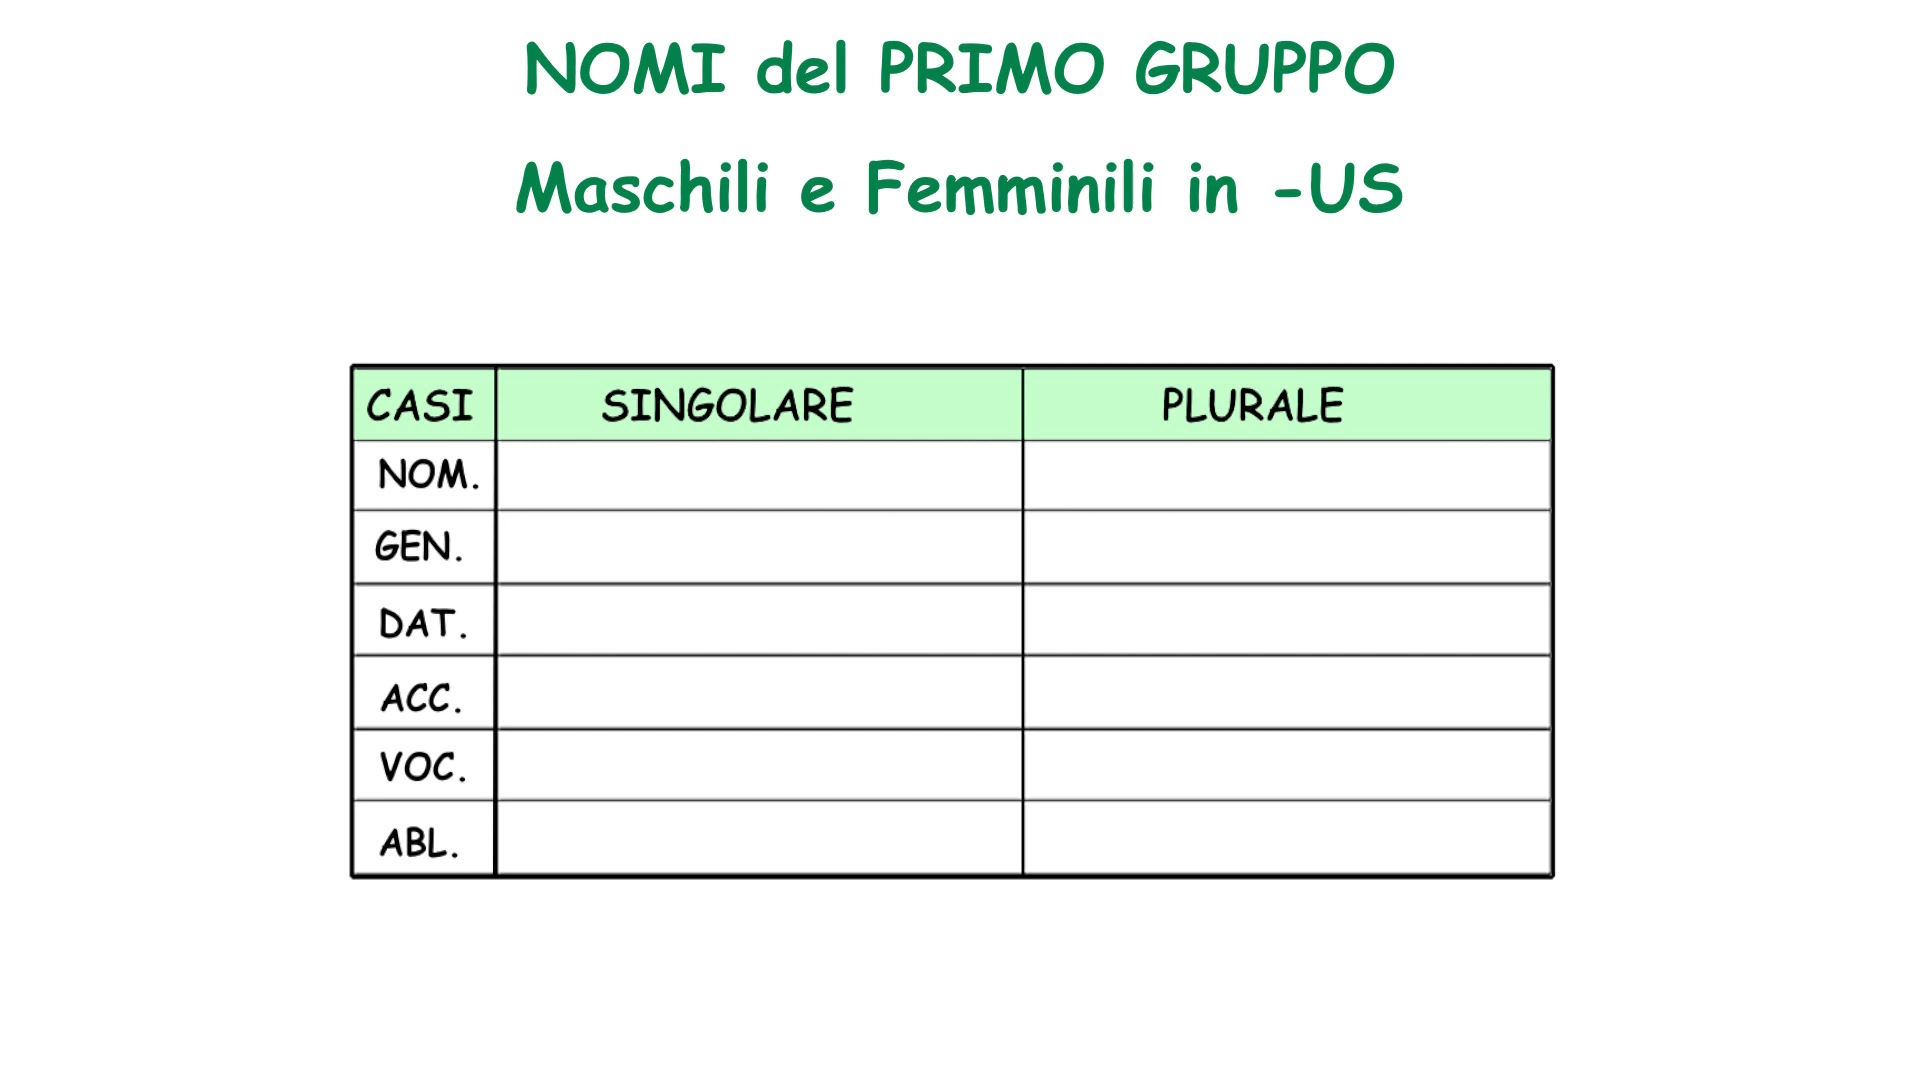 NOMI del PRIMO GRUPPO
Maschili e Femminili in -US
CASI SINGOLARE PLURALE
NOM.
GEN.
DAT.
ACC.
VOC.
ABL.